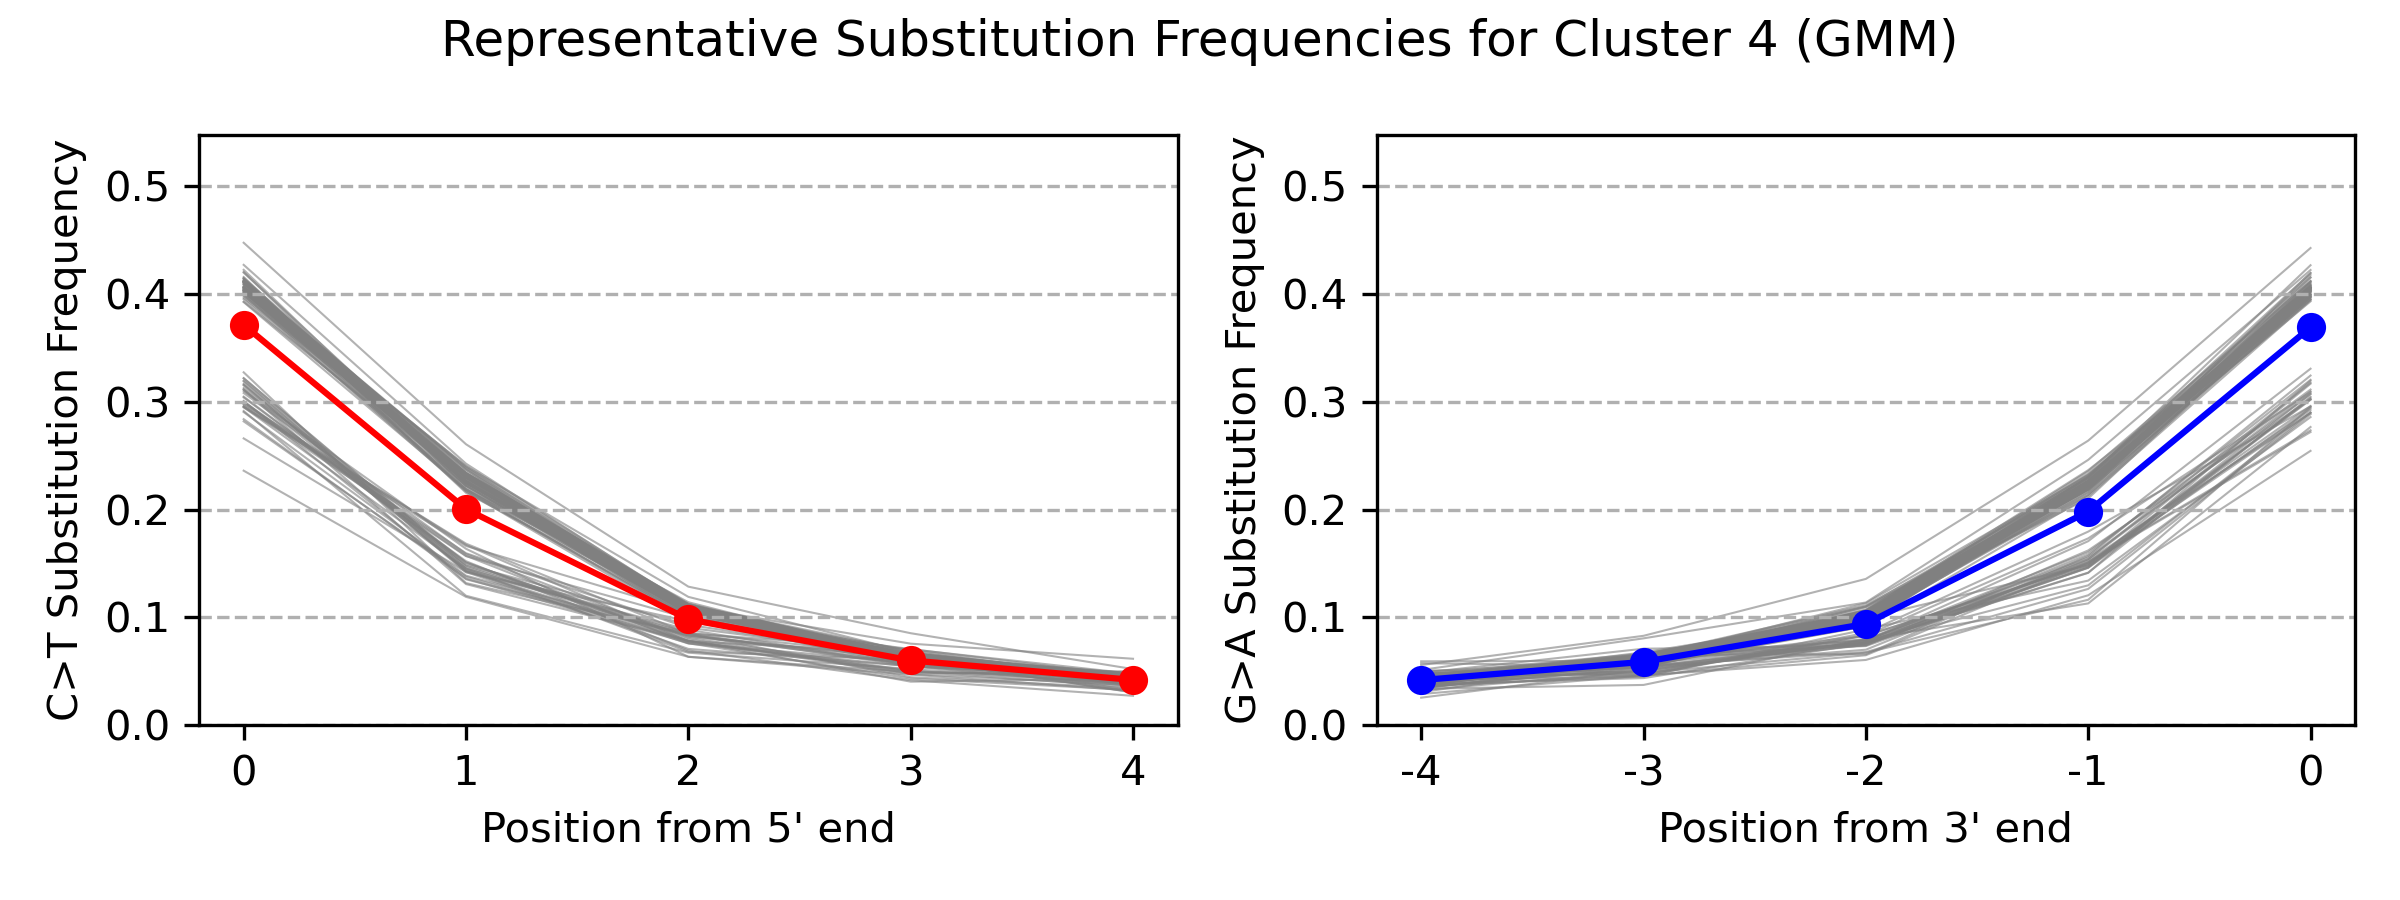 Representative Substitution Frequencies for Cluster 4 (GMM)
C>T Substitution Frequency
0.5
0.4
0.3
0.2
0.1
0.0
0 1 2 3 4
Position from 5' end
G>A Substitution Frequency
0.5
0.4
0.3
0.2
0.1
0.0
-4 -3 -2 -1 0
Position from 3' end